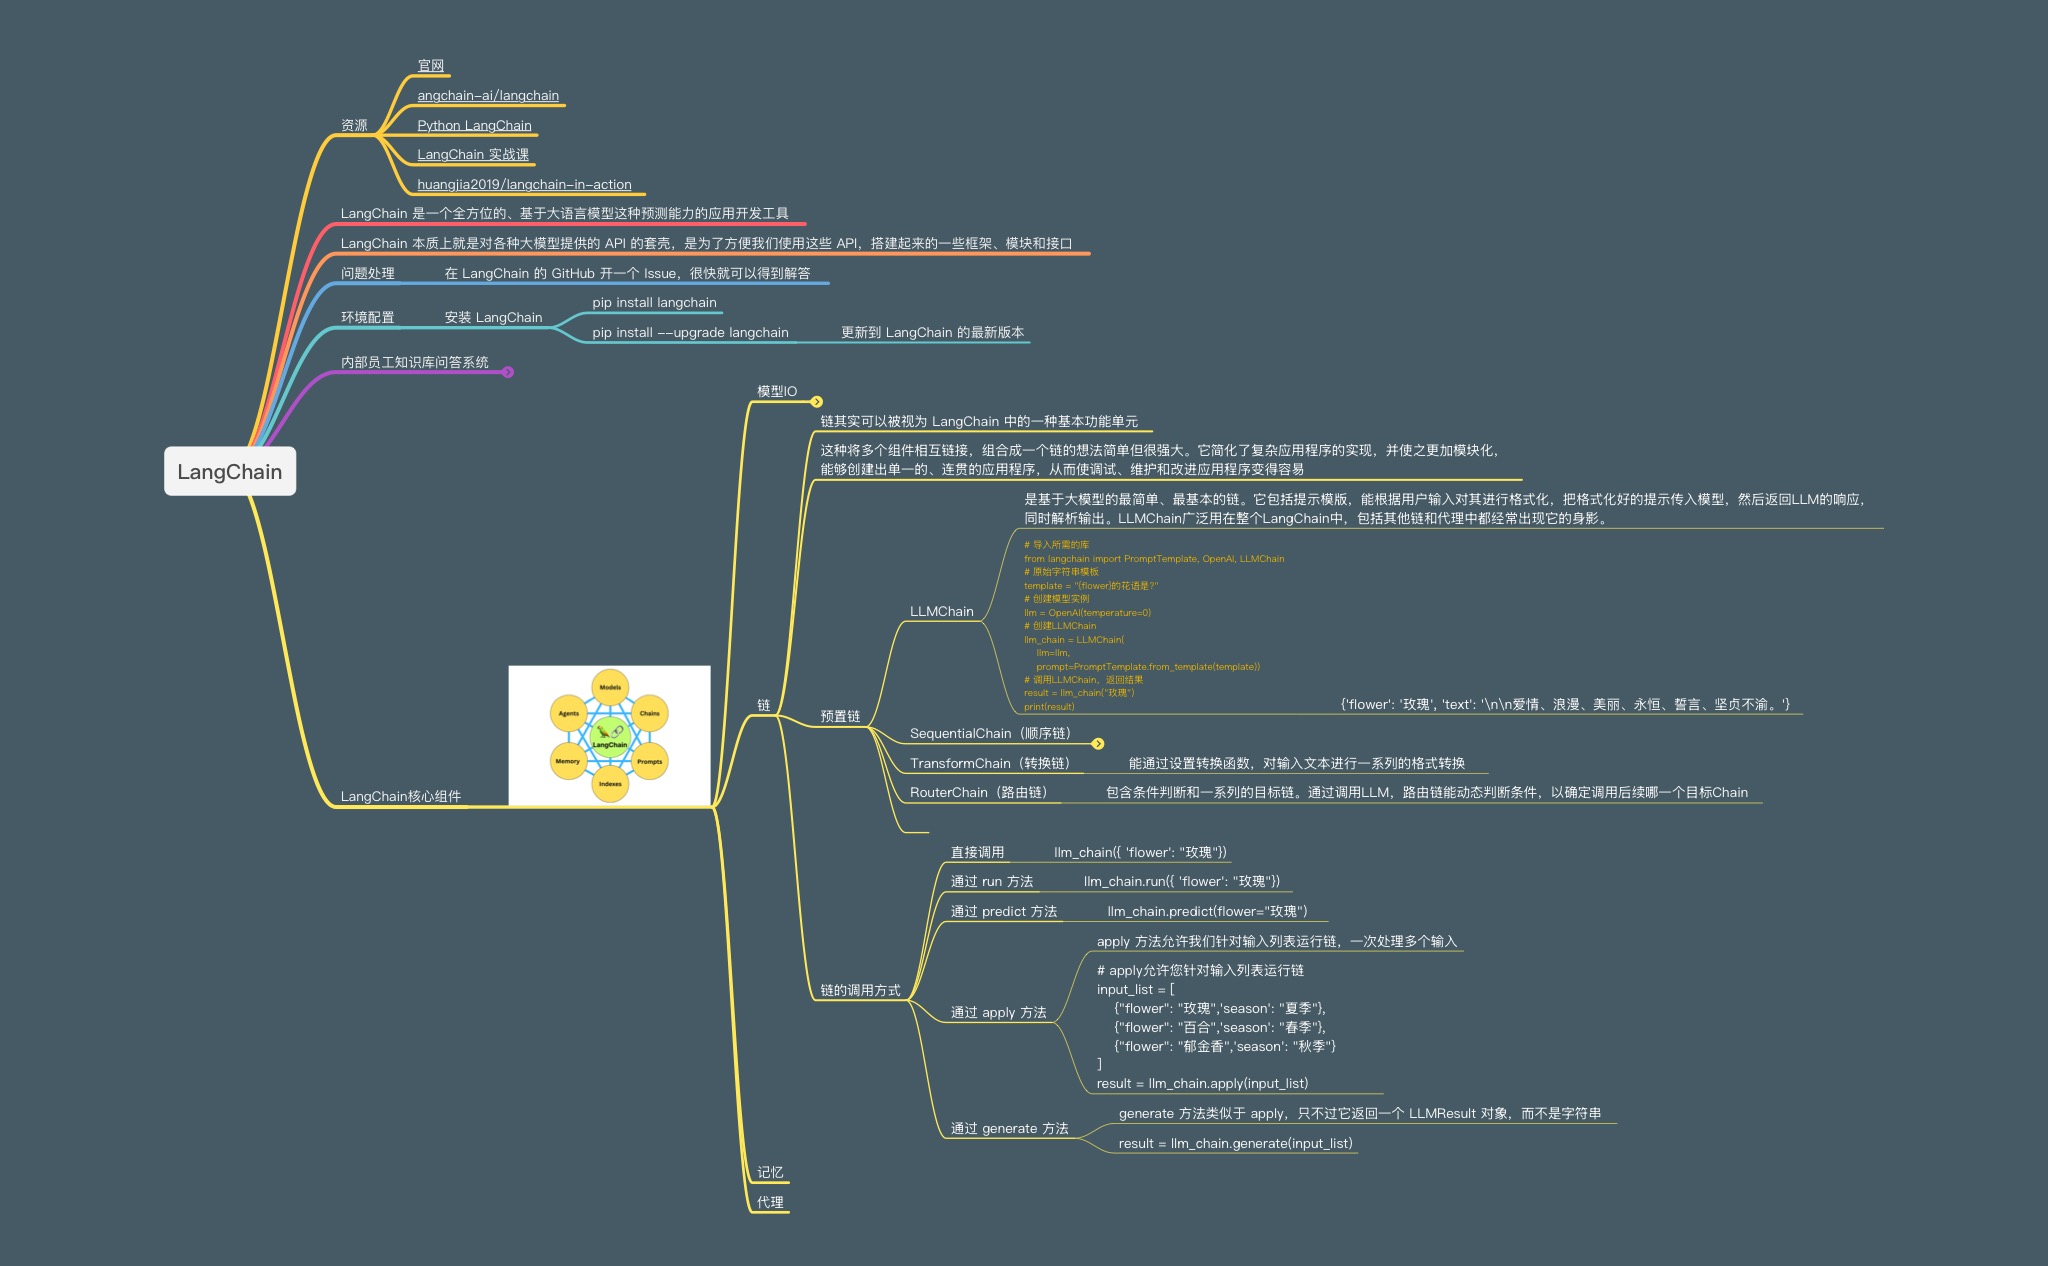 官网
angchain-ai/langchain
资源
Python LangChain
LangChain 实战课
huangjia2019/langchain-in-action
LangChain 是一个全方位的、基于大语言模型这种预测能力的应用开发工具
LangChain 本质上就是对各种大模型提供的 API 的套壳，是为了方便我们使用这些 API，搭建起来的一些框架、模块和接口
问题处理
在 LangChain 的 GitHub 开一个 Issue，很快就可以得到解答
环境配置
安装 LangChain
pip install langchain
pip install --upgrade langchain
更新到 LangChain 的最新版本
内部员工知识库问答系统
LangChain
LangChain核心组件
Models
Agents
Chains
LangChain
Memory
Prompts
Indexes
模型IO
链
链其实可以被视为 LangChain 中的一种基本功能单元
这种将多个组件相互链接，组合成一个链的想法简单但很强大。它简化了复杂应用程序的实现，并使之更加模块化，
能够创建出单一的、连贯的应用程序，从而使调试、维护和改进应用程序变得容易
预置链
LLMChain
是基于大模型的最简单、最基本的链。它包括提示模版，能根据用户输入对其进行格式化，把格式化好的提示传入模型，然后返回LLM的响应，
同时解析输出。LLMChain广泛用在整个LangChain中，包括其他链和代理中都经常出现它的身影。
# 导入所需的库
from langchain import PromptTemplate, OpenAI, LLMChain
# 原始字符串模板
template = "{flower}的花语是?"
# 创建模型实例
llm = OpenAI(temperature=0)
# 创建LLMChain
llm_chain = LLMChain(
llm=llm,
prompt=PromptTemplate.from_template(template))
# 调用LLMChain，返回结果
result = llm_chain("玫瑰")
print(result)
{'flower': '玫瑰', 'text': '\n\n爱情、浪漫、美丽、永恒、誓言、坚贞不渝。'}
SequentialChain（顺序链）
TransformChain（转换链）
能通过设置转换函数，对输入文本进行一系列的格式转换
RouterChain（路由链）
包含条件判断和一系列的目标链。通过调用LLM，路由链能动态判断条件，以确定调用后续哪一个目标Chain
链的调用方式
直接调用
llm_chain({ 'flower': "玫瑰"})
通过 run 方法
llm_chain.run({ 'flower': "玫瑰"})
通过 predict 方法
llm_chain.predict(flower="玫瑰")
通过 apply 方法
apply 方法允许我们针对输入列表运行链，一次处理多个输入
# apply允许您针对输入列表运行链
input_list = [
{"flower": "玫瑰",'season': "夏季"},
{"flower": "百合",'season': "春季"},
{"flower": "郁金香",'season': "秋季"}
]
result = llm_chain.apply(input_list)
通过 generate 方法
generate 方法类似于 apply，只不过它返回一个 LLMResult 对象，而不是字符串
result = llm_chain.generate(input_list)
记忆
代理